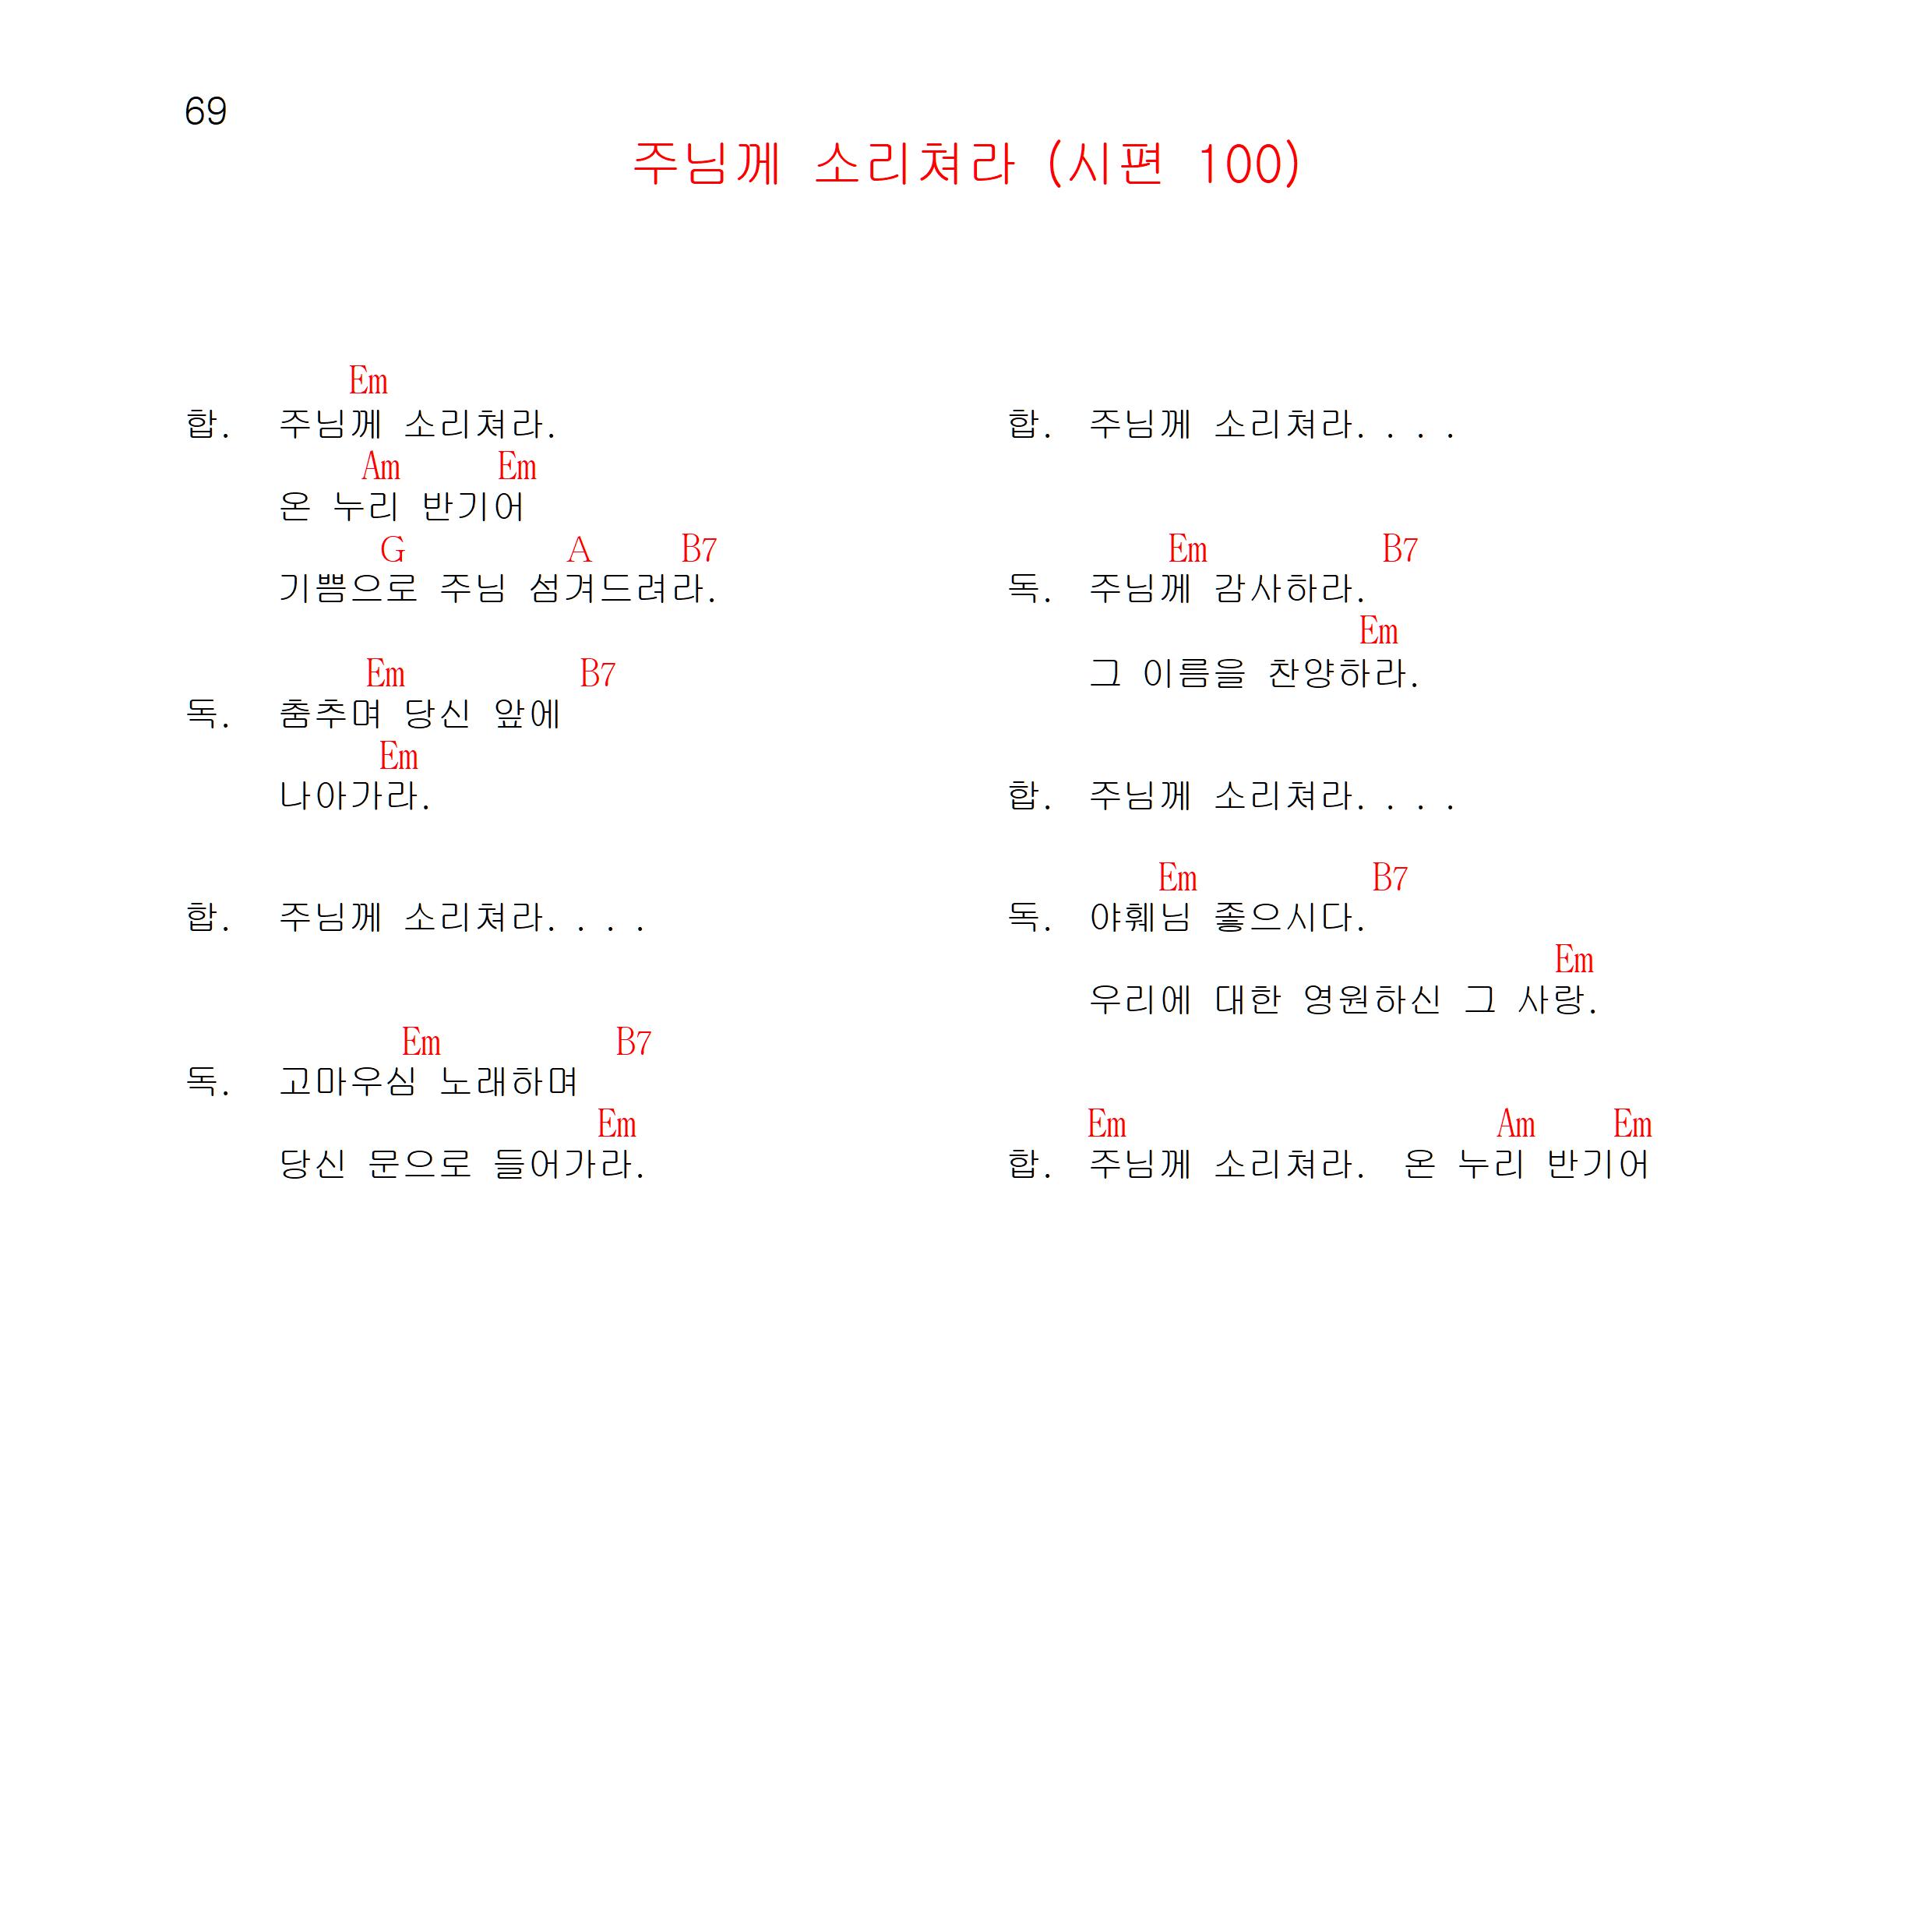 69
주님께 소리쳐라 (시편 100)
Em
합. 주님께 소리쳐라.
Am Em
온 누리 반기어
G A B7
기쁨으로 주님 섬겨드려라.
Em B7
독. 춤추며 당신 앞에
Em
나아가라.
합. 주님께 소리쳐라. . . .
Em B7
독. 고마우심 노래하며
Em
당신 문으로 들어가라.
합. 주님께 소리쳐라. . . .
Em B7
독. 주님께 감사하라.
Em
그 이름을 찬양하라.
합. 주님께 소리쳐라. . . .
Em B7
독. 야훼님 좋으시다.
Em
우리에 대한 영원하신 그 사랑.
Em Am Em
합. 주님께 소리쳐라. 온 누리 반기어